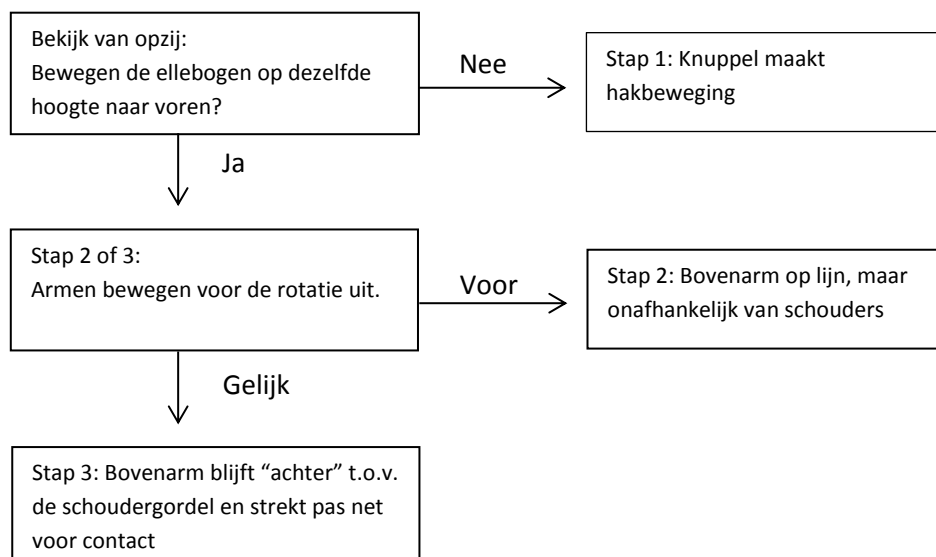 Bekijk van opzij:
Bewegen de ellebogen op dezelfde
hoogte naar voren?
Nee
Stap 1: Knuppel maakt
hakbeweging
Ja
Stap 2 of 3:
Armen bewegen voor de rotatie uit.
Voor
Stap 2: Bovenarm op lijn, maar
onafhankelijk van schouders
Gelijk
Stap 3: Bovenarm blijft “achter” t.o.v.
de schoudergordel en strekt pas net
voor contact